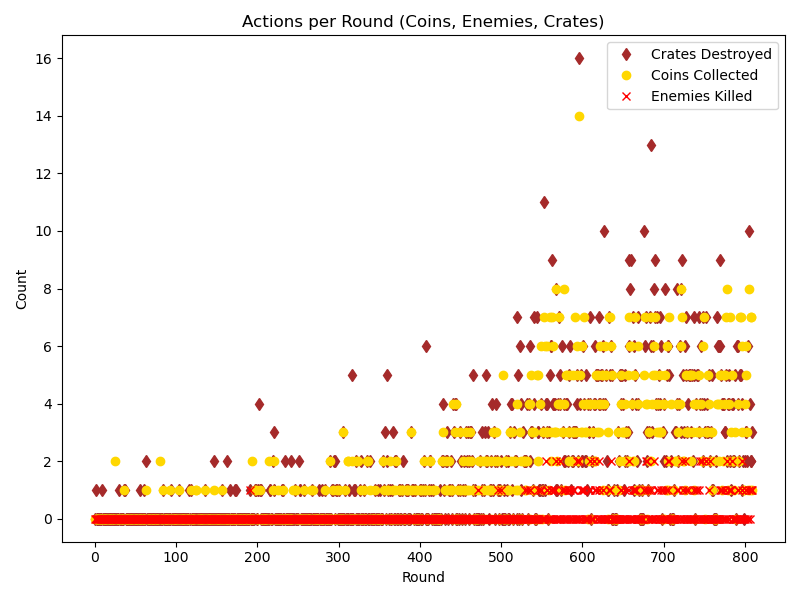 Actions per Round (Coins, Enemies, Crates)
Crates Destroyed
Coins Collected
Enemies Killed
Count
16
14
12
10
8
6
4
2
0
0 100 200 300 400 500 600 700 800
Round